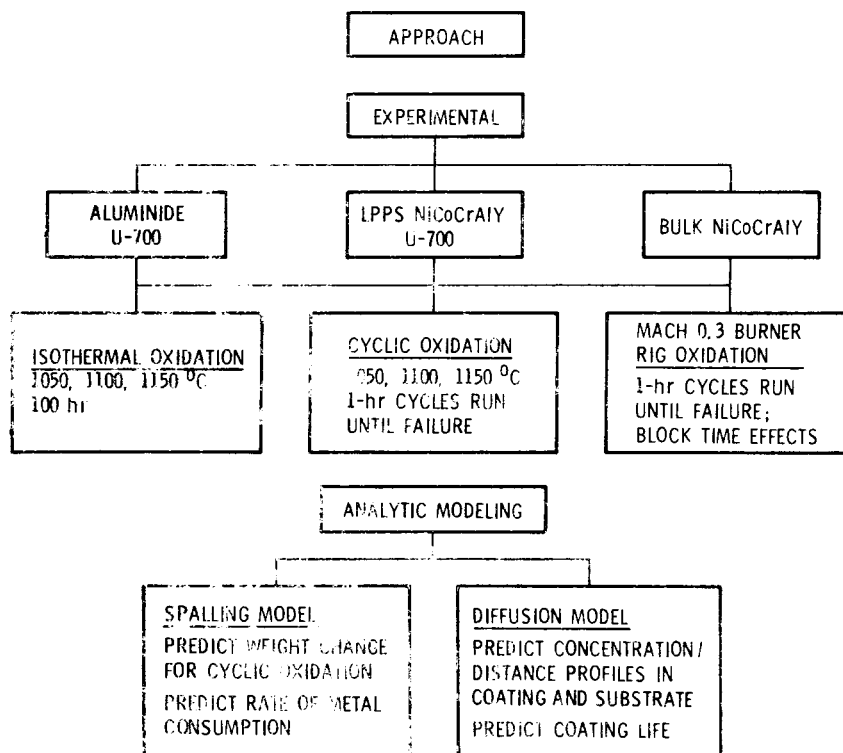 APPROACH
EXPERIMENTAL
ALUMINIDE
U-700
LPPS NiCoCrAlY
U-700
BULK NiCoCrAlY
ISOTHERMAL OXIDATION
1050, 1100, 1150 ⁰C
100 hr
CYCLIC OXIDATION
050, 1100, 1150 ⁰C
1-hr CYCLES RUN
UNTIL FAILURE
MACH 0.3 BURNER
RIG OXIDATION
1-hr CYCLES RUN
UNTIL FAILURE;
BLOCK TIME EFFECTS
ANALYTIC MODELING
SPALLING MODEL
PREDICT WEIGHT CHANGE
FOR CYCLIC OXIDATION
PREDICT RATE OF METAL
CONSUMPTION
DIFFUSION MODEL
PREDICT CONCENTRATION/
DISTANCE PROFILES IN
COATING AND SUBSTRATE
PREDICT COATING LIFE